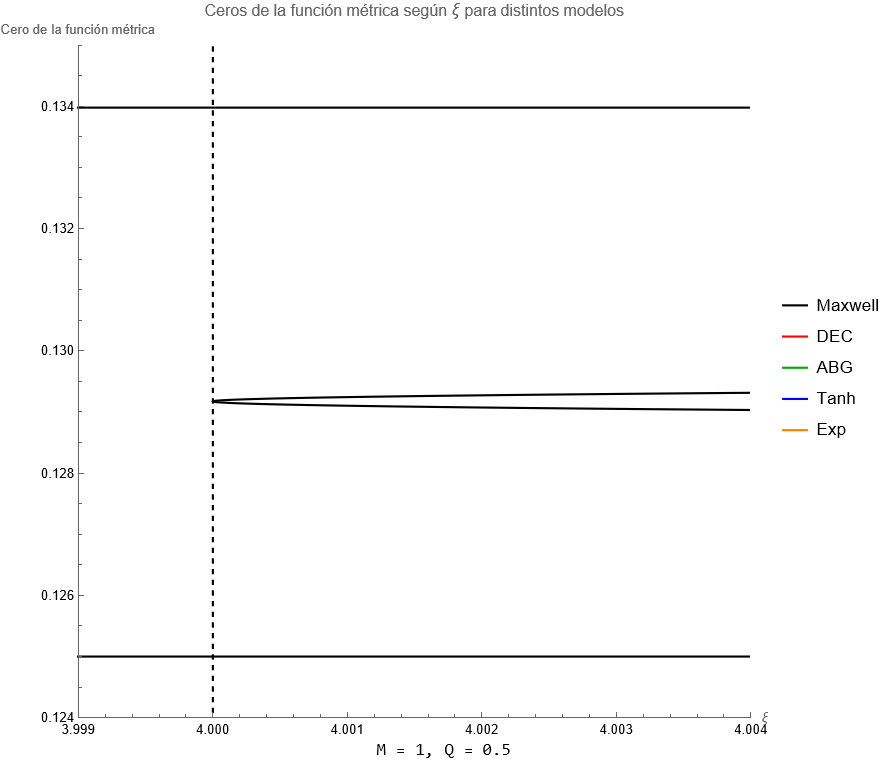 Ceros de la función métrica según ξ para distintos modelos
Cero de la función métrica
0.134
0.132
0.130
0.128
0.126
0.124
3.999
4.000
4.001
4.002
4.003
4.004
ξ
M = 1, Q = 0.5
Maxwell
DEC
ABG
Tanh
Exp